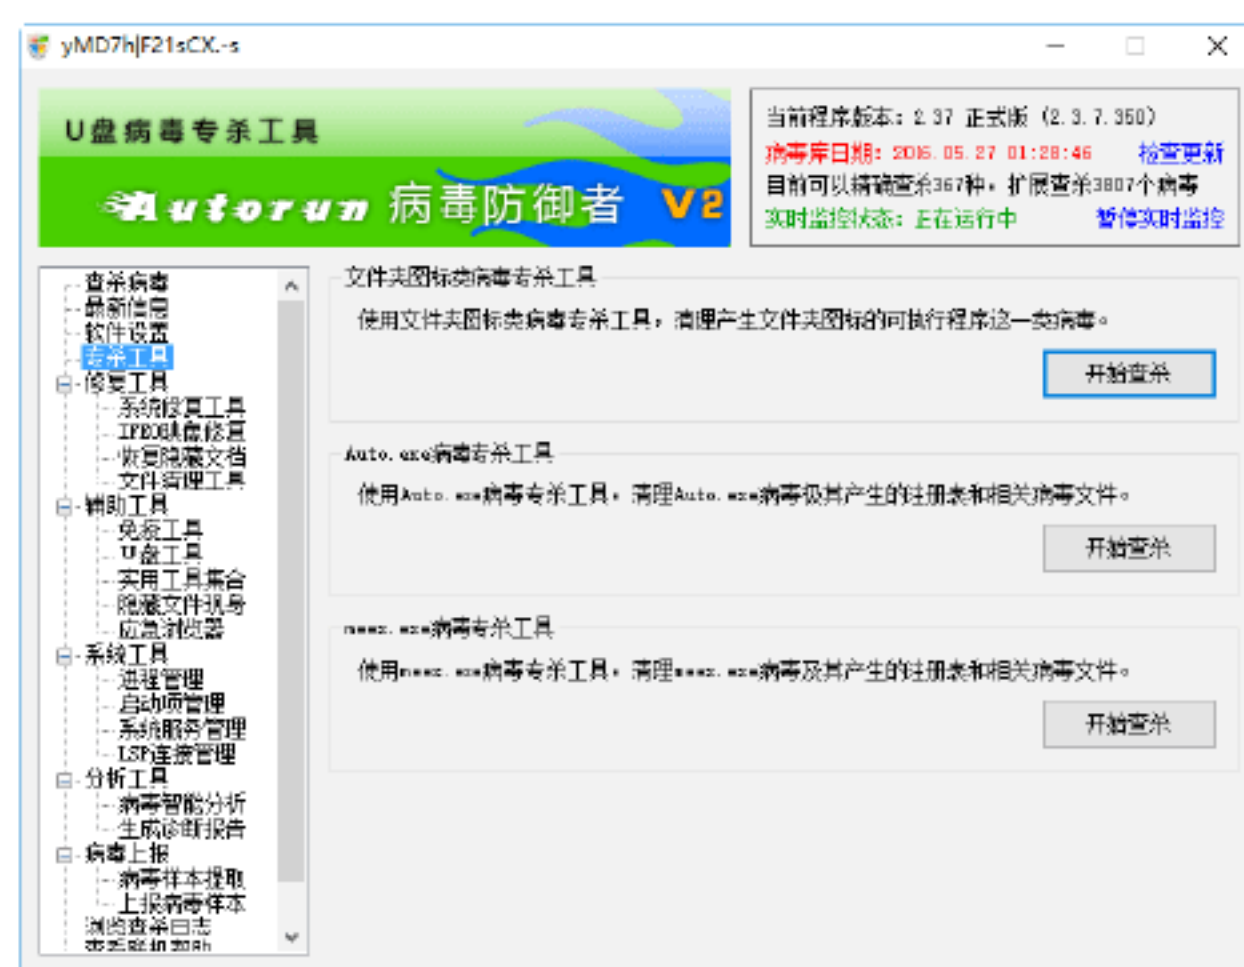 yMD7h|F21sCX.-s
U盘病毒专杀工具
Autorun 病毒防御者 V2
当前程序版本：2.37 正式版 (2.3.7.350)
病毒库日期：2016.05.27 01:28:46 检查更新
目前可以精确查杀367种，扩展查杀3807个病毒
实时监控状态：正在运行中 暂停实时监控
查杀病毒
最新信息
软件设置
专杀工具
修复工具
系统修复工具
IFEO映像修复
恢复隐藏文档
文件清理工具
辅助工具
免疫工具
U盘工具
实用工具集合
隐藏文件现身
应急浏览器
系统工具
进程管理
启动项管理
系统服务管理
LSP连接管理
分析工具
病毒智能分析
生成诊断报告
病毒上报
病毒样本提取
上报病毒样本
浏览查杀日志
文件夹图标类病毒专杀工具
使用文件夹图标类病毒专杀工具，清理产生文件夹图标的可执行程序这一类病毒。
开始查杀
Auto.exe病毒专杀工具
使用Auto.exe病毒专杀工具，清理Auto.exe病毒极其产生的注册表和相关病毒文件。
开始查杀
病毒专杀工具
开始查杀